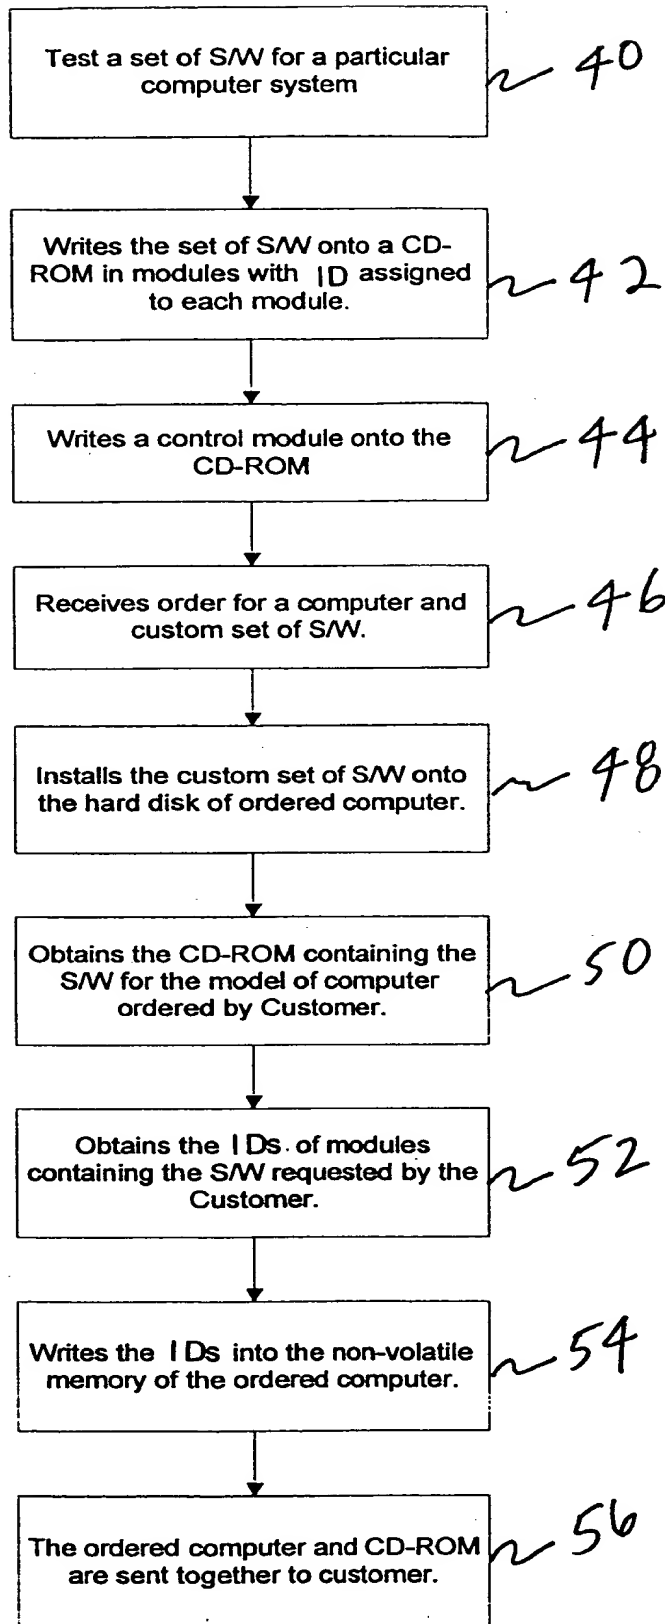 Test a set of S/W for a particular
computer system
40
Writes the set of S/W onto a CD-
ROM in modules with ID assigned
to each module.
42
Writes a control module onto the
CD-ROM
44
Receives order for a computer and
custom set of S/W.
46
Installs the custom set of S/W onto
the hard disk of ordered computer.
48
Obtains the CD-ROM containing the
S/W for the model of computer
ordered by Customer.
50
Obtains the IDs of modules
containing the S/W requested by the
Customer.
52
Writes the IDs into the non-volatile
memory of the ordered computer.
54
The ordered computer and CD-ROM
are sent together to customer.
56